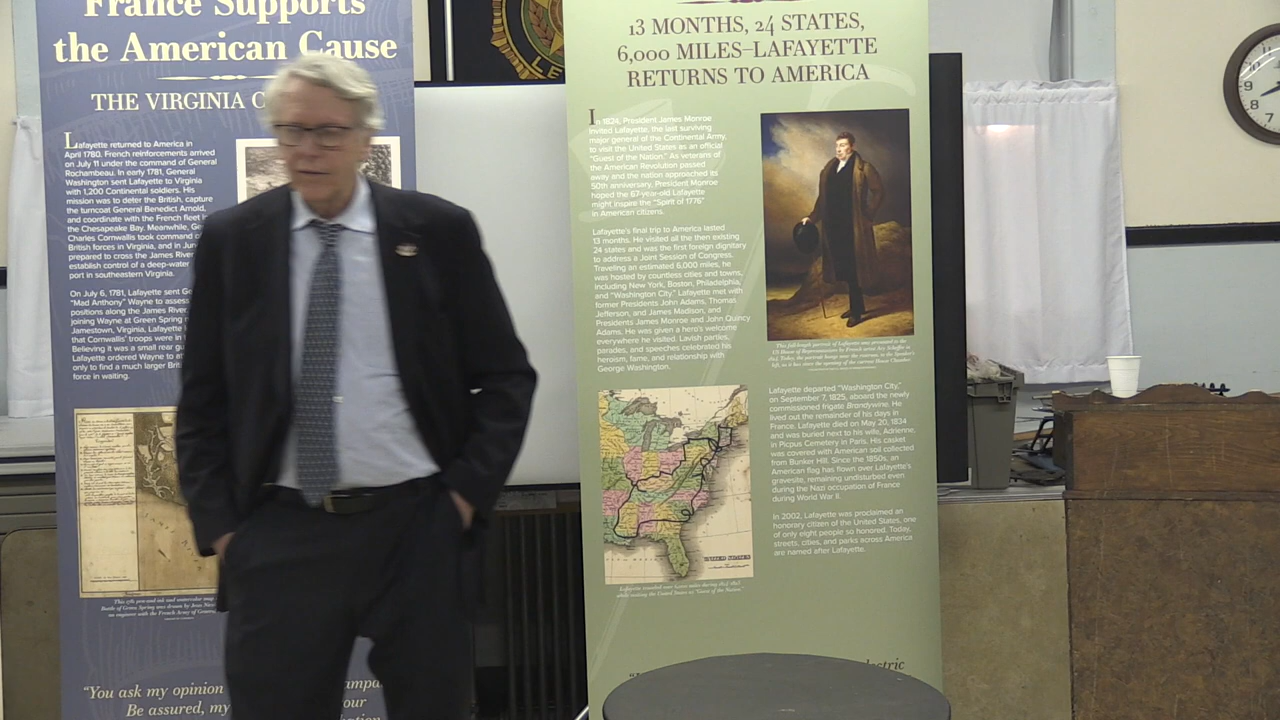 France Supports
the American Cause
THE VIRGINIA C
Lafayette returned to America in
April 1780. French reinforcements arrived
on July 11 under the command of General
Rochambeau. In early 1781, General
Washington sent Lafayette to Virginia
with 1,200 Continental soldiers. His
mission was to deter the British, capture
the turncoat General Benedict Arnold,
and coordinate with the French fleet in
the Chesapeake Bay. Meanwhile, Ge
Charles Cornwallis took command o
British forces in Virginia, and in Jun
prepared to cross the James River
establish control of a deep-water
port in southeastern Virginia.
On July 6, 1781, Lafayette sent Ge
"Mad Anthony" Wayne to assess
positions along the James River
joining Wayne at Green Spring
Jamestown, Virginia, Lafayette
that Cornwallis' troops were in
Believing it was a small rear gu
Lafayette ordered Wayne to at
only to find a much larger Brit
force in waiting.
"You ask my opinion ampa
Be assured, my our
LE
13 MONTHS, 24 STATES,
6,000 MILES–LAFAYETTE
RETURNS TO AMERICA
In 1824, President James Monroe
invited Lafayette, the last surviving
major general of the Continental Army,
to visit the United States as an official
"Guest of the Nation." As veterans of
the American Revolution passed
away and the nation approached its
50th anniversary, President Monroe
hoped the 67-year-old Lafayette
might inspire the "Spirit of 1776"
in American citizens.
Lafayette's final trip to America lasted
13 months. He visited all the then existing
24 states and was the first foreign dignitary
to address a Joint Session of Congress.
Traveling an estimated 6,000 miles, he
was hosted by countless cities and towns,
including New York, Boston, Philadelphia,
and "Washington City." Lafayette met with
former Presidents John Adams, Thomas
Jefferson, and James Madison, and
Presidents James Monroe and John Quincy
Adams. He was given a hero's welcome
everywhere he visited. Lavish parties,
parades, and speeches celebrated his
heroism, fame, and relationship with
George Washington.
UNITED STATES
Lafayette departed "Washington City,"
on September 7, 1825, aboard the newly
commissioned frigate Brandywine. He
lived out the remainder of his days in
France. Lafayette died on May 20, 1834
and was buried next to his wife, Adrienne,
in Picpus Cemetery in Paris. His casket
was covered with American soil collected
from Bunker Hill. Since the 1850s, an
American flag has flown over Lafayette's
gravesite, remaining undisturbed even
during the Nazi occupation of France
during World War II.
In 2002, Lafayette was proclaimed an
honorary citizen of the United States, one
of only eight people so honored. Today,
streets, cities, and parks across America
are named after Lafayette.